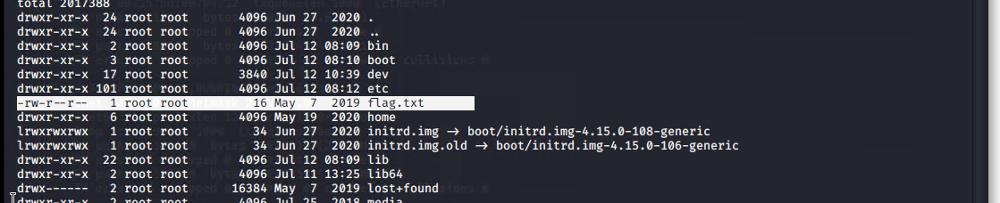 total 2017388
drwxr-xr-x  24 root root       4096 Jun 27  2020 .
drwxr-xr-x  24 root root       4096 Jun 27  2020 ..
drwxr-xr-x   2 root root       4096 Jul 12 08:09 bin
drwxr-xr-x   3 root root       4096 Jul 12 08:10 boot
drwxr-xr-x  17 root root       3840 Jul 12 10:39 dev
drwxr-xr-x 101 root root       4096 Jul 12 08:12 etc
-rw-r--r--   1 root root         16 May  7  2019 flag.txt
drwxr-xr-x   6 root root       4096 May 19  2020 home
lrwxrwxrwx   1 root root         34 Jun 27  2020 initrd.img -> boot/initrd.img-4.15.0-108-generic
lrwxrwxrwx   1 root root         34 Jun 27  2020 initrd.img.old -> boot/initrd.img-4.15.0-106-generic
drwxr-xr-x  22 root root       4096 Jul 12 08:09 lib
drwxr-xr-x   2 root root       4096 Jul 11 13:25 lib64
drwx------   2 root root      16384 May  7  2019 lost+found
drwxr-xr-x   2 root root       4096 Jul 25  2018 media